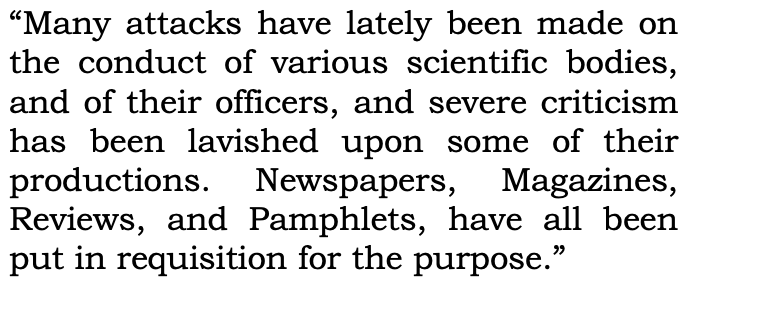 “Many attacks have lately been made on
the conduct of various scientific bodies,
and of their officers, and severe criticism
has been lavished upon some of their
productions. Newspapers, Magazines,
Reviews, and Pamphlets, have all been
put in requisition for the purpose.”